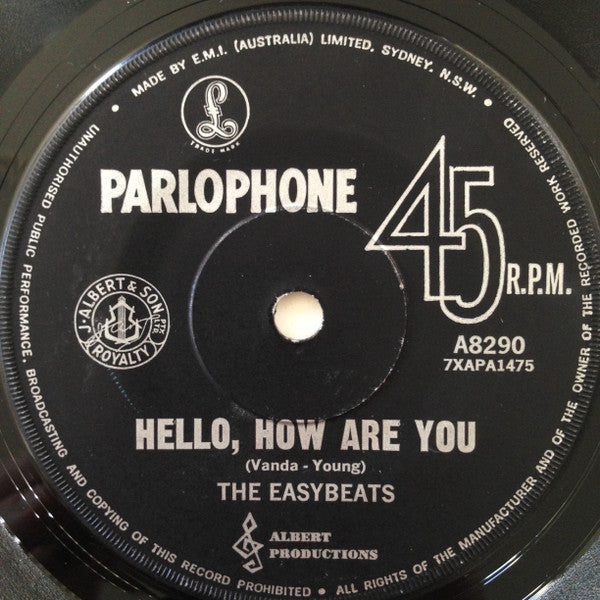 MADE BY E.M.I. (AUSTRALIA) LIMITED. SYDNEY. N.S.W. •
UNAUTHORISED PUBLIC PERFORMANCE. BROADCASTING AND COPYING OF THIS RECORD PROHIBITED • ALL RIGHTS OF THE MANUFACTURER AND OF THE OWNER OF THE RECORDED WORK RESERVED •
£
TRADE MARK
PARLOPHONE
45 R.P.M.
J. ALBERT & SON PTY. LTD.
ROYALTY
A8290
7XAPA1475
HELLO, HOW ARE YOU
(Vanda - Young)
THE EASYBEATS
ALBERT
PRODUCTIONS